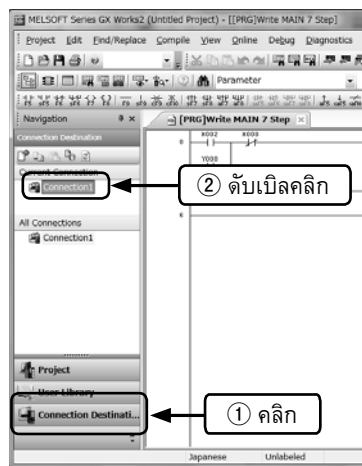 MELSOFT Series GX Works2 (Untitled Project) - [[PRG]Write MAIN 7 Step]
Project Edit Find/Replace Compile View Online Debug Diagnostics
Parameter
Navigation
[PRG]Write MAIN 7 Step
Connection Destination
Current Connection
Connection1
All Connections
Connection1
0
X002
X000
Y000
6
② ดับเบิลคลิก
Project
User Library
Connection Destinati...
① คลิก
Japanese Unlabeled